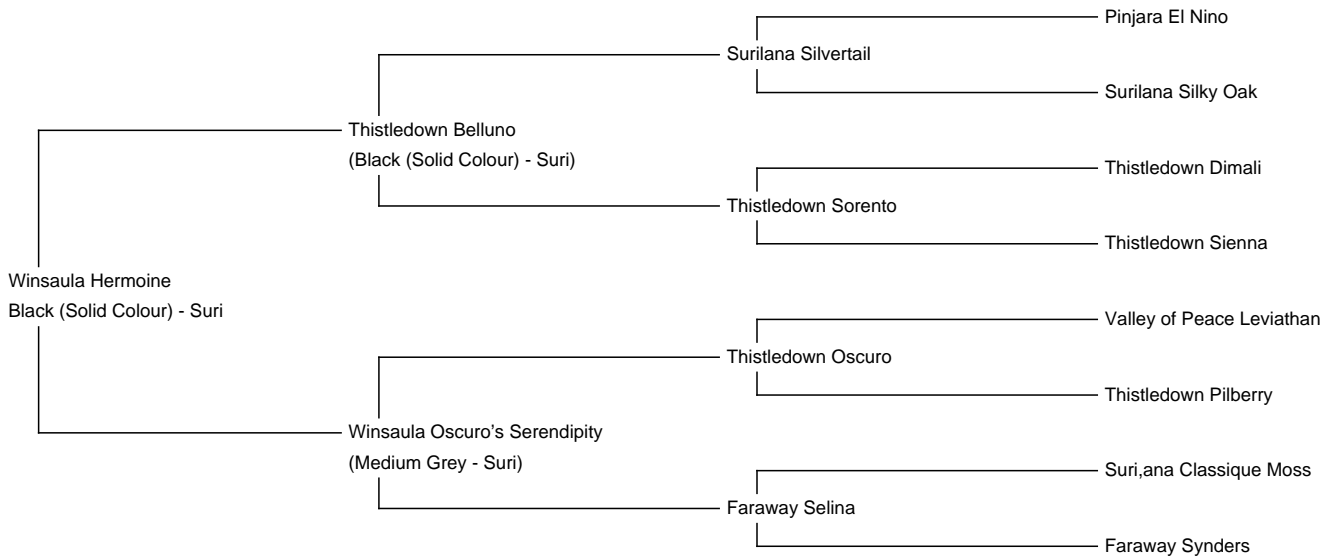 Pinjara El Nino
Surilana Silvertail
Surilana Silky Oak
Thistledown Belluno
(Black (Solid Colour) - Suri)
Thistledown Dimali
Thistledown Sorento
Thistledown Sienna
Winsaula Hermoine
Black (Solid Colour) - Suri
Valley of Peace Leviathan
Thistledown Oscuro
Thistledown Pilberry
Winsaula Oscuro's Serendipity
(Medium Grey - Suri)
Suri,ana Classique Moss
Faraway Selina
Faraway Synders